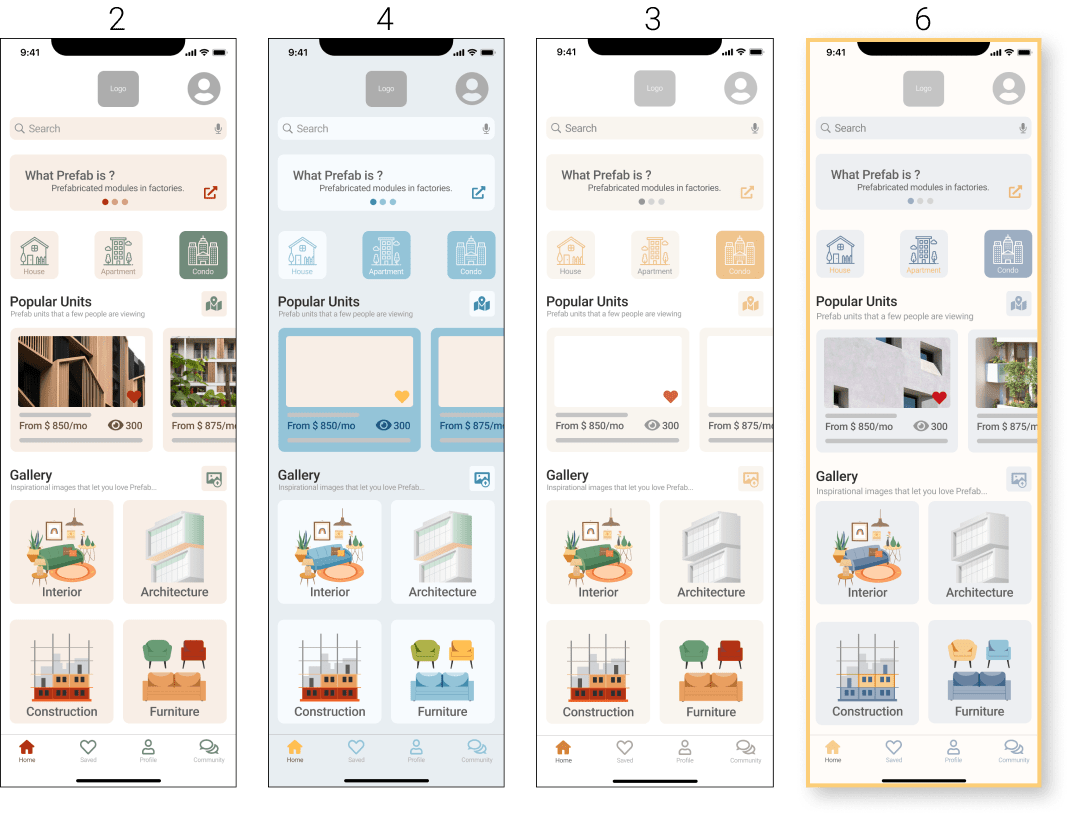 2
9:41
Logo
Search
What Prefab is ?
Prefabricated modules in factories.
House
Apartment
Condo
Popular Units
Prefab units that a few people are viewing
From $ 850/mo
300
From $ 875/m
Gallery
Inspirational images that let you love Prefab...
Interior
Architecture
Construction
Furniture
Home
Saved
Profile
Community
4
9:41
Logo
Search
What Prefab is ?
Prefabricated modules in factories.
House
Apartment
Condo
Popular Units
Prefab units that a few people are viewing
From $ 850/mo
300
From $ 875/mo
Gallery
Inspirational images that let you love Prefab...
Interior
Architecture
Construction
Furniture
Home
Saved
Profile
Community
3
9:41
Logo
Search
What Prefab is ?
Prefabricated modules in factories.
House
Apartment
Condo
Popular Units
Prefab units that a few people are viewing
From $ 850/mo
300
From $ 875/m
Gallery
Inspirational images that let you love Prefab...
Interior
Architecture
Construction
Furniture
Home
Saved
Profile
Community
6
9:41
Logo
Search
What Prefab is ?
Prefabricated modules in factories.
House
Apartment
Condo
Popular Units
Prefab units that a few people are viewing
From $ 850/mo
300
From $ 875/m
Gallery
Inspirational images that let you love Prefab...
Interior
Architecture
Construction
Furniture
Home
Saved
Profile
Community